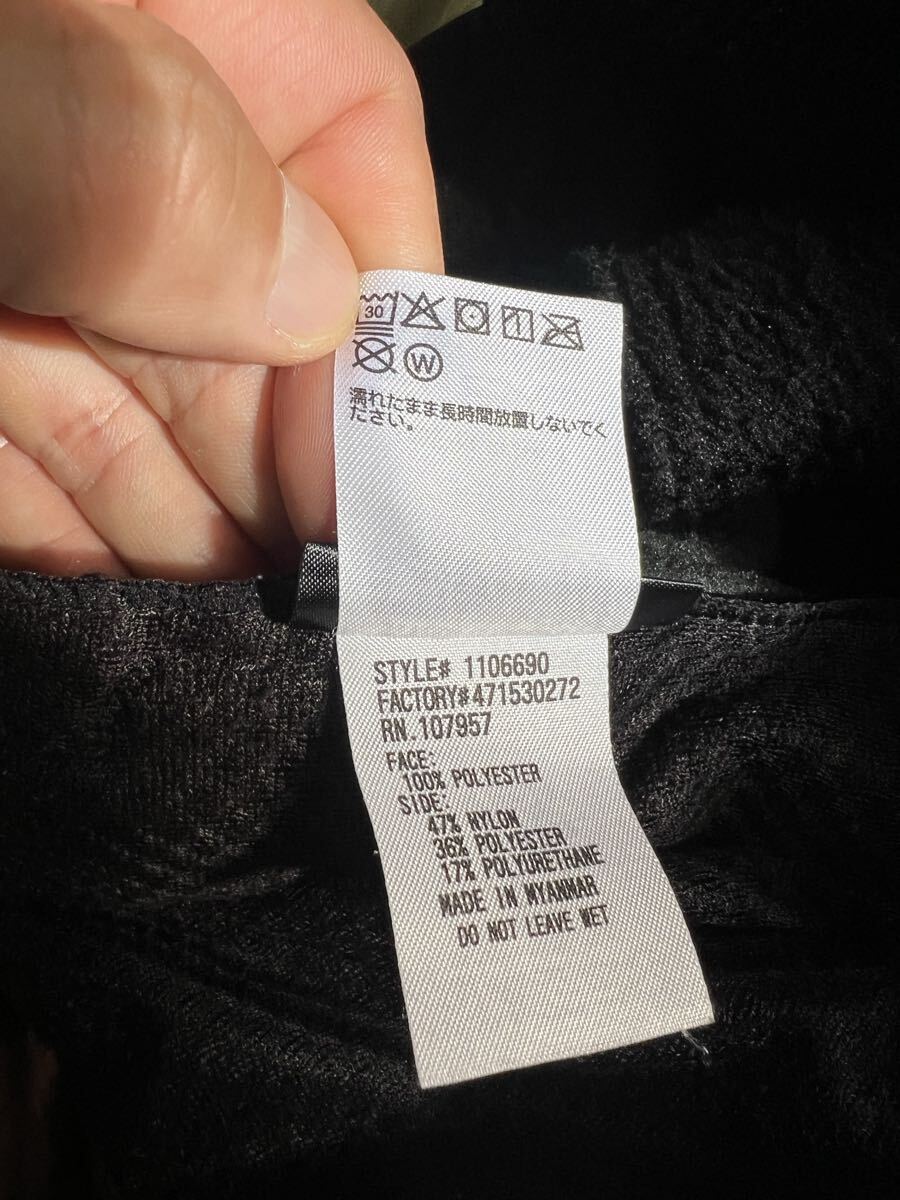 30
W
濡れたまま長時間放置しないでく
ださい。
STYLE# 1106690
FACTORY#471530272
RN.107957
FACE:
100% POLYESTER
SIDE:
47% NYLON
36% POLYESTER
17% POLYURETHANE
MADE IN MYANMAR
DO NOT LEAVE WET